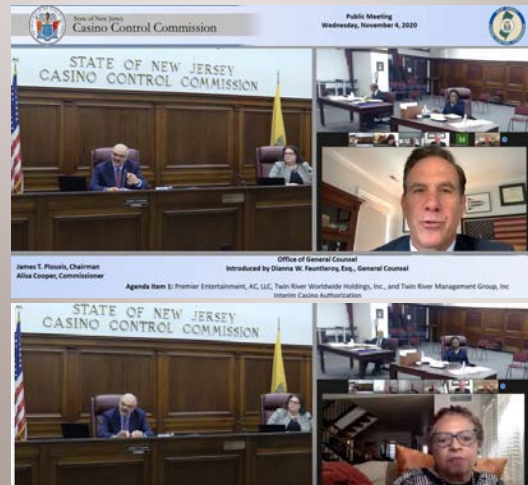 State of New Jersey
Casino Control Commission
Public Meeting
Wednesday, November 4, 2020
STATE OF NEW JERSEY
CASINO CONTROL COMMISSION
M
James T. Plousis, Chairman
Alisa Cooper, Commissioner
Office of General Counsel
Introduced by Dianna W. Fauntleroy, Esq., General Counsel
Agenda Item 1: Premier Entertainment, AC, LLC, Twin River Worldwide Holdings, Inc., and Twin River Management Group, Inc
Interim Casino Authorization
STATE OF NEW JERSEY
CASINO CONTROL COMMISSION